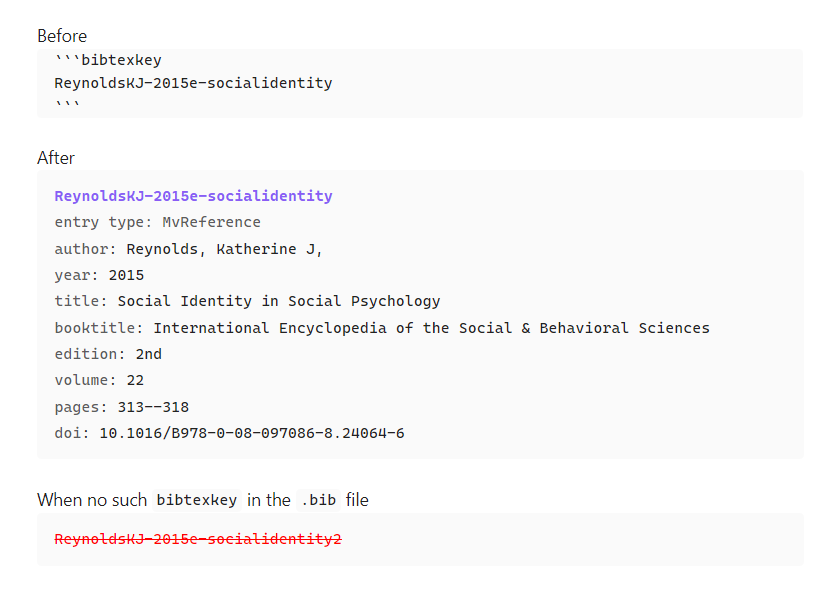 Before
```bibtexkey
ReynoldsKJ-2015e-socialidentity
```
After
ReynoldsKJ-2015e-socialidentity
entry type: MvReference
author: Reynolds, Katherine J,
year: 2015
title: Social Identity in Social Psychology
booktitle: International Encyclopedia of the Social & Behavioral Sciences
edition: 2nd
volume: 22
pages: 313--318
doi: 10.1016/B978-0-08-097086-8.24064-6
When no such bibtexkey in the .bib file
ReynoldsKJ-2015e-socialidentity2